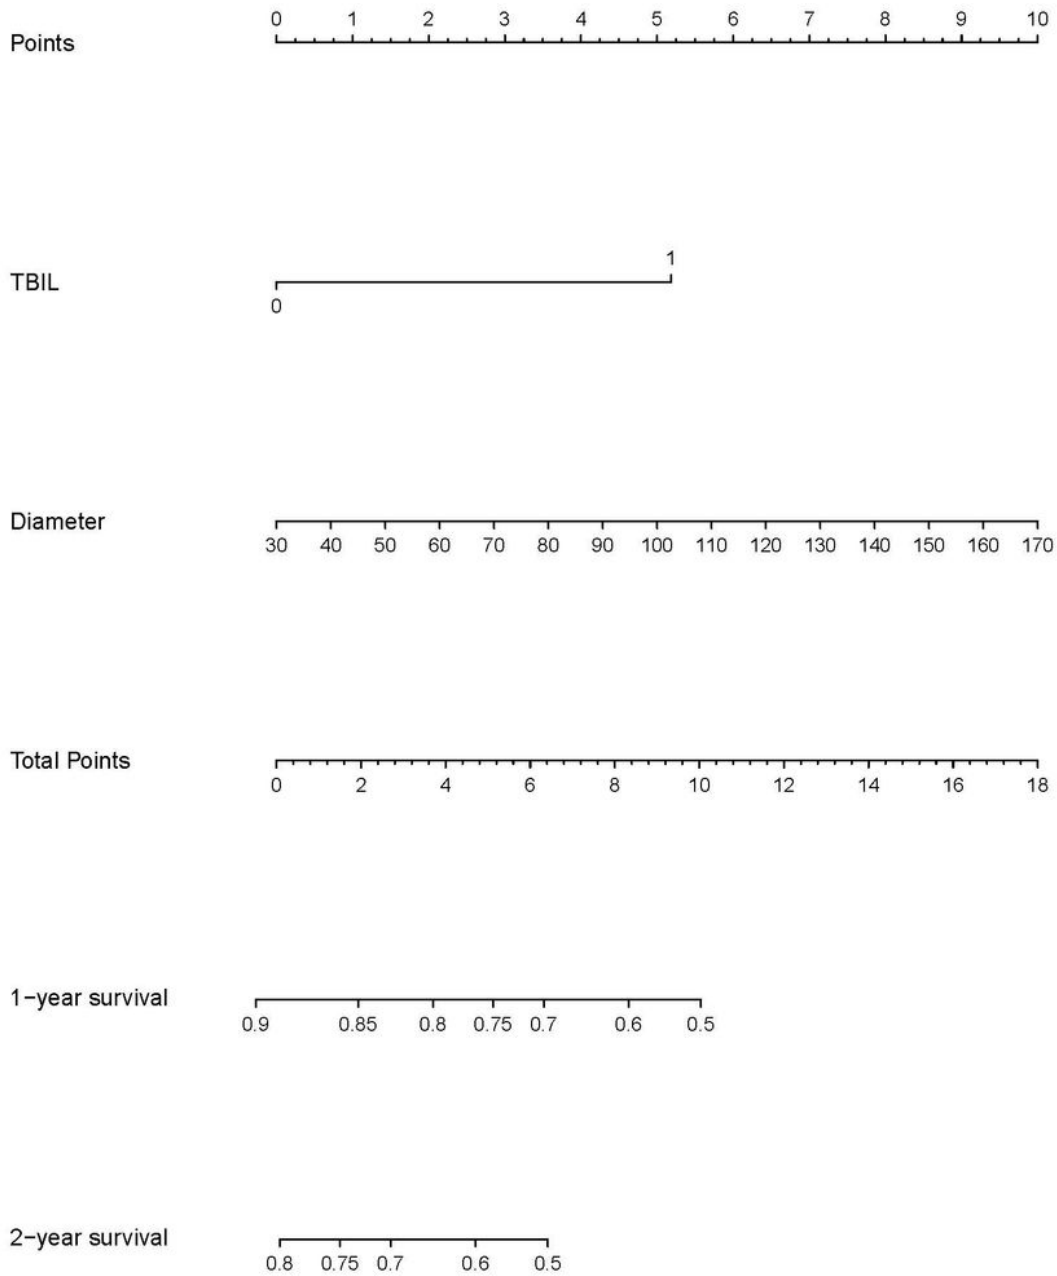 0 1 2 3 4 5 6 7 8 9 10
Points
1
TBIL
0
Diameter
30 40 50 60 70 80 90 100 110 120 130 140 150 160 170
Total Points
0 2 4 6 8 10 12 14 16 18
1−year survival
0.9 0.85 0.8 0.75 0.7 0.6 0.5
2−year survival
0.8 0.75 0.7 0.6 0.5